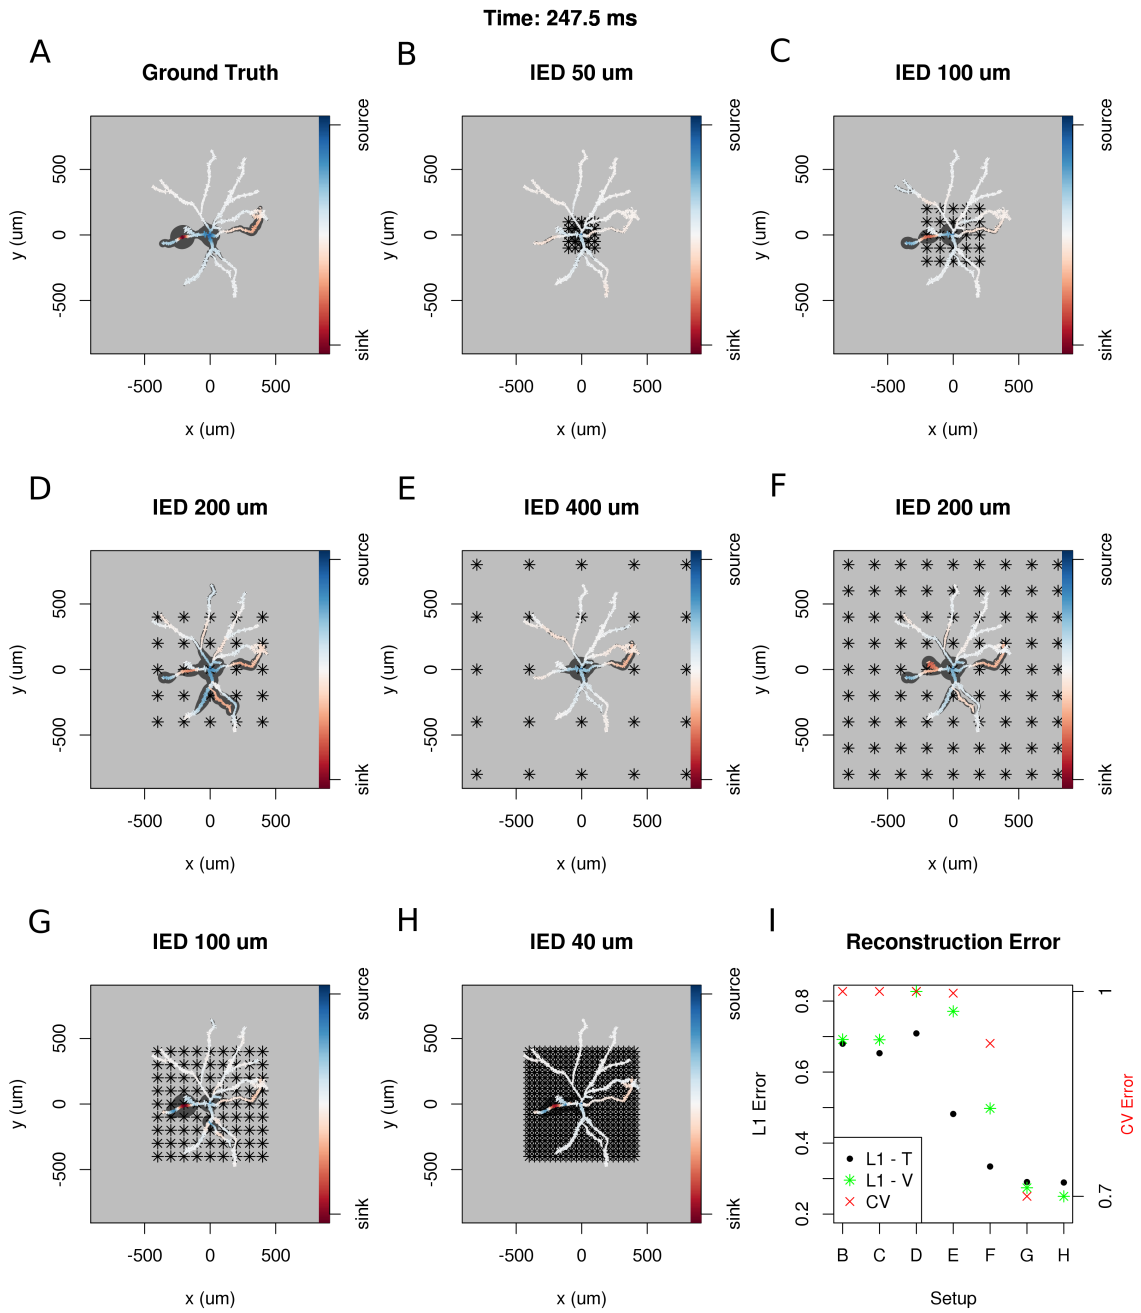 Time: 247.5 ms
A
Ground Truth
y (um)
500
0
-500
-500 0 500
x (um)
source
sink
B
IED 50 um
y (um)
500
0
-500
-500 0 500
x (um)
source
sink
C
IED 100 um
y (um)
500
0
-500
-500 0 500
x (um)
source
sink
D
IED 200 um
y (um)
500
0
-500
-500 0 500
x (um)
source
sink
E
IED 400 um
y (um)
500
0
-500
-500 0 500
x (um)
source
sink
F
IED 200 um
y (um)
500
0
-500
-500 0 500
x (um)
source
sink
G
IED 100 um
y (um)
500
0
-500
-500 0 500
x (um)
source
sink
H
IED 40 um
y (um)
500
0
-500
-500 0 500
x (um)
source
sink
I
Reconstruction Error
L1 Error
0.8
0.6
0.4
0.2
L1 - T
L1 - V
CV
B C D E F G H
Setup
1
0.7
CV Error